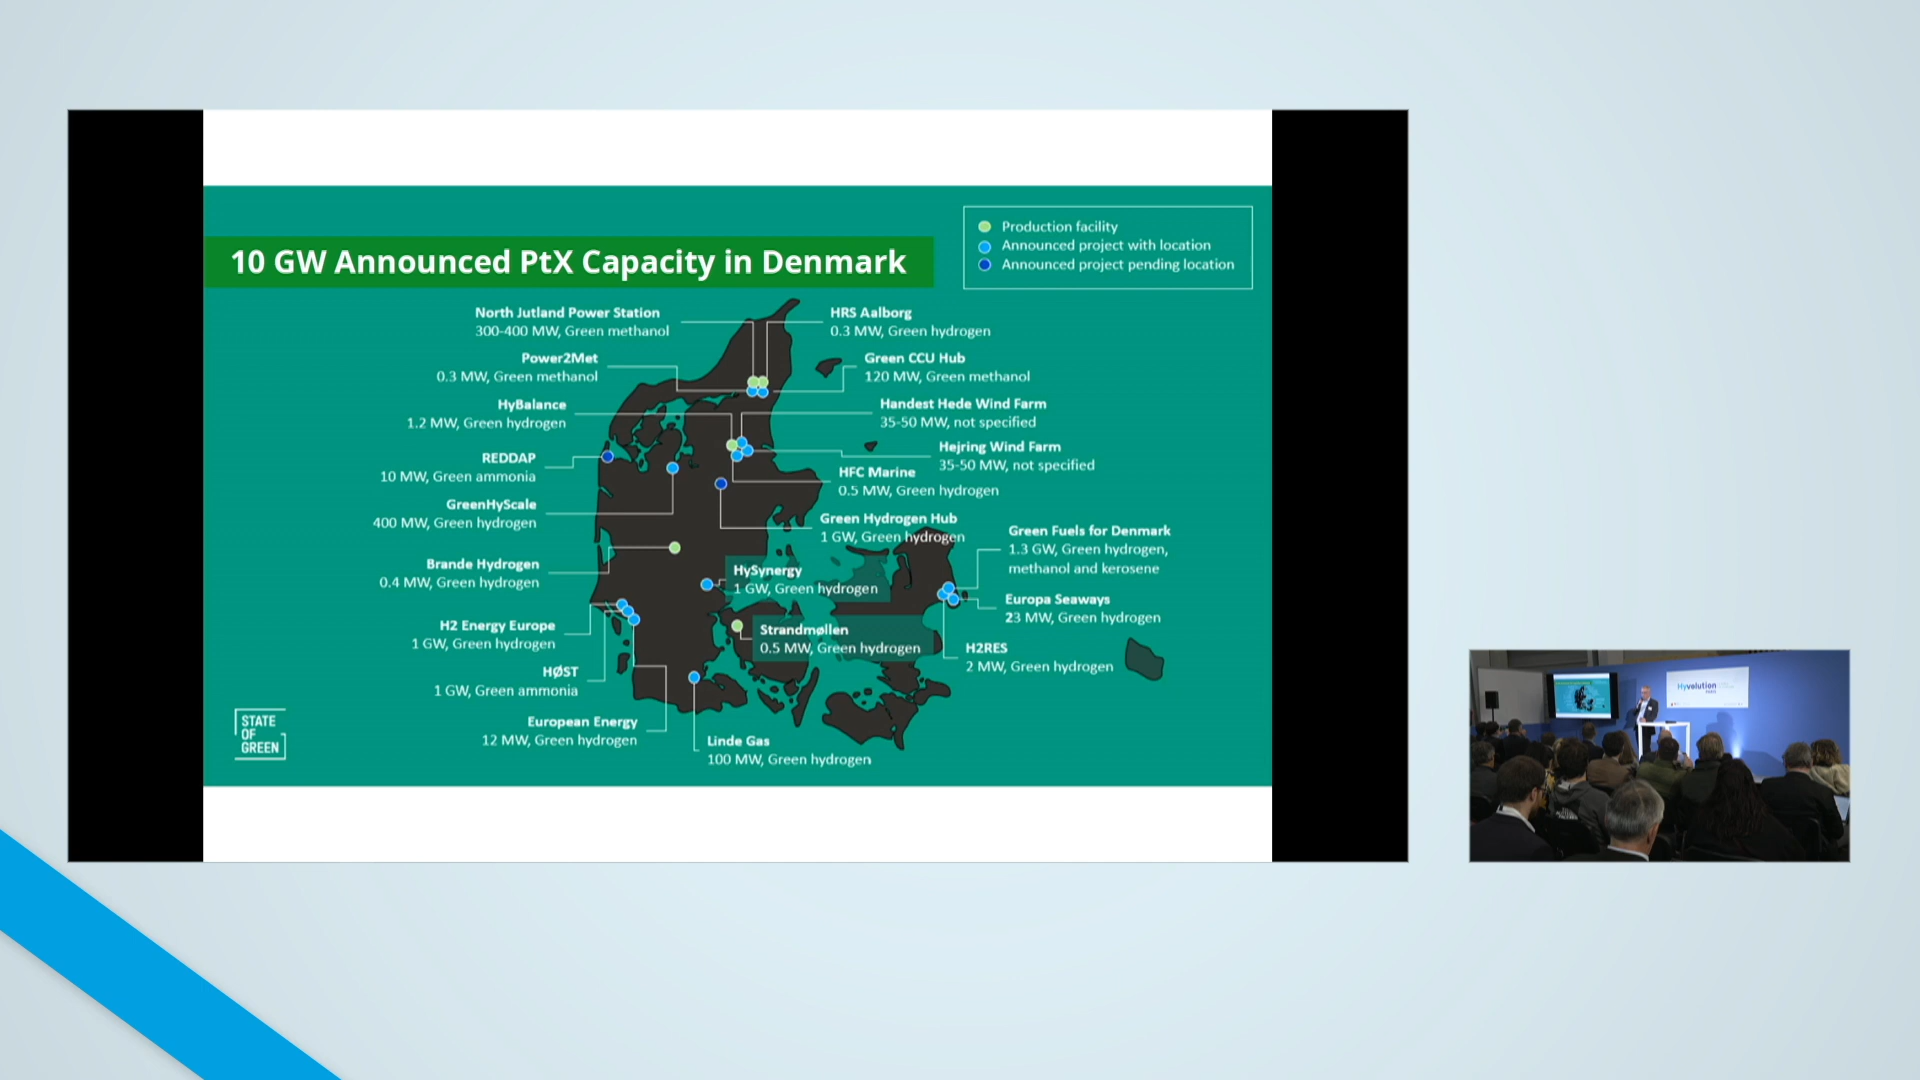 10 GW Announced PtX Capacity in Denmark
Production facility
Announced project with location
Announced project pending location
North Jutland Power Station
300-400 MW, Green methanol
HRS Aalborg
0.3 MW, Green hydrogen
Power2Met
0.3 MW, Green methanol
Green CCU Hub
120 MW, Green methanol
HyBalance
1.2 MW, Green hydrogen
Handest Hede Wind Farm
35-50 MW, not specified
Hejring Wind Farm
35-50 MW, not specified
REDDAP
10 MW, Green ammonia
HFC Marine
0.5 MW, Green hydrogen
GreenHyScale
400 MW, Green hydrogen
Green Hydrogen Hub
1 GW, Green hydrogen
Green Fuels for Denmark
1.3 GW, Green hydrogen,
methanol and kerosene
Brande Hydrogen
0.4 MW, Green hydrogen
HySynergy
1 GW, Green hydrogen
Europa Seaways
23 MW, Green hydrogen
H2 Energy Europe
1 GW, Green hydrogen
Strandmøllen
0.5 MW, Green hydrogen
H2RES
2 MW, Green hydrogen
HØST
1 GW, Green ammonia
European Energy
12 MW, Green hydrogen
Linde Gas
100 MW, Green hydrogen
STATE
OF
GREEN
Hyvolution